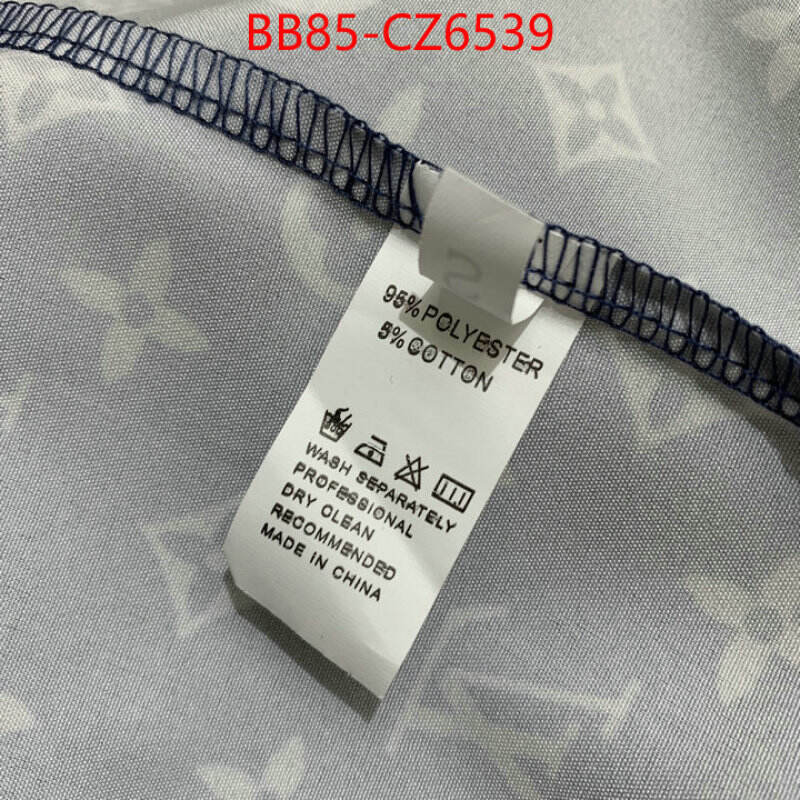 BB85-CZ6539
S
95% POLYESTER
5% COTTON
WASH SEPARATELY
PROFESSIONAL
DRY CLEAN
RECOMMENDED
MADE IN CHINA